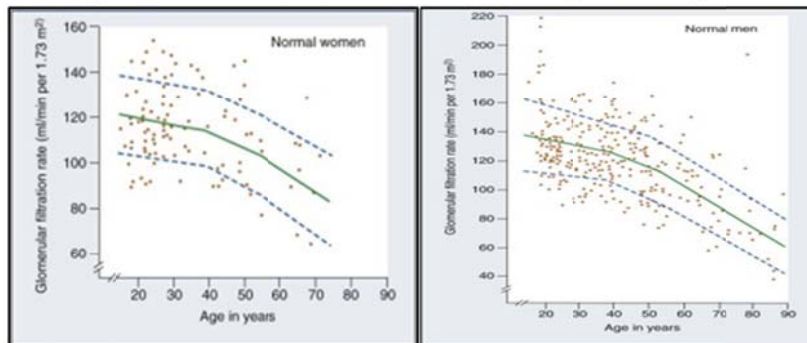 Normal women
Glomerular filtration rate (ml/min per 1.73 m²)
160
140
120
100
80
60
20 30 40 50 60 70 80 90
Age in years
Normal men
Glomerular filtration rate (ml/min per 1.73 m²)
220
200
180
160
140
120
100
80
60
40
20 30 40 50 60 70 80 90
Age in years